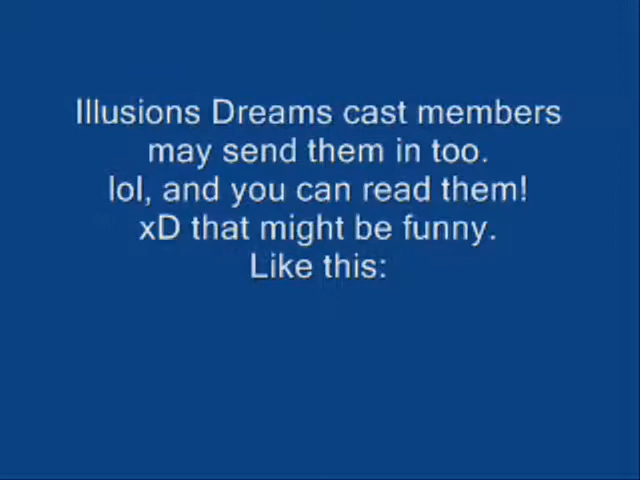 Illusions Dreams cast members
may send them in too.
lol, and you can read them!
xD that might be funny.
Like this: